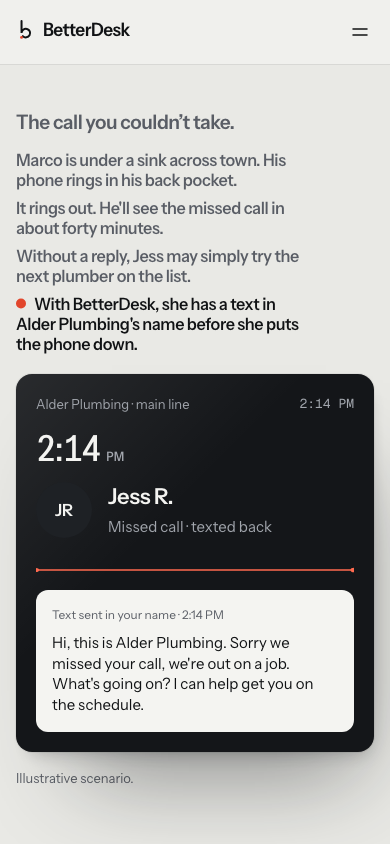 BetterDesk
The call you couldn’t take.
Marco is under a sink across town. His
phone rings in his back pocket.
It rings out. He'll see the missed call in
about forty minutes.
Without a reply, Jess may simply try the
next plumber on the list.
With BetterDesk, she has a text in
Alder Plumbing's name before she puts
the phone down.
Alder Plumbing · main line 2:14 PM
2:14 PM
JR Jess R.
Missed call · texted back
Text sent in your name · 2:14 PM
Hi, this is Alder Plumbing. Sorry we
missed your call, we're out on a job.
What's going on? I can help get you on
the schedule.
Illustrative scenario.